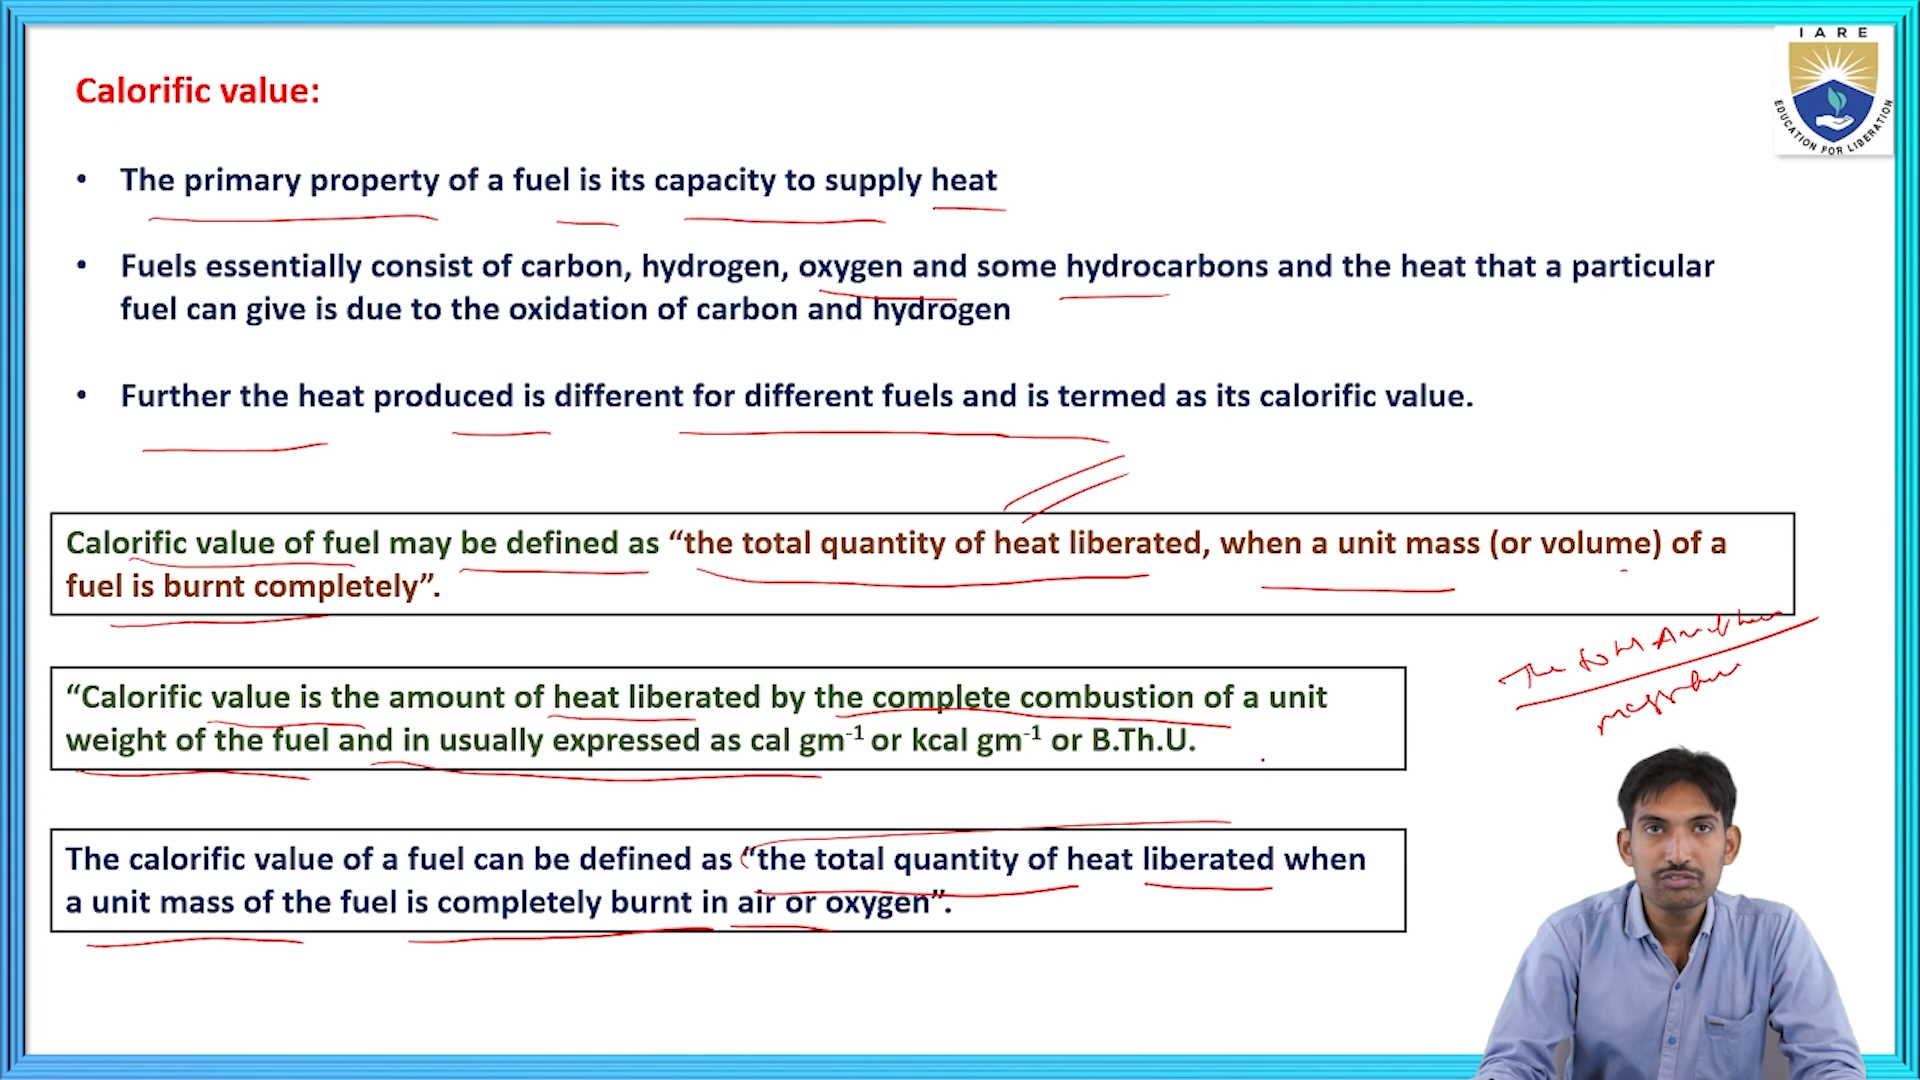 IARE
EDUCATION FOR LIBERATION
Calorific value:
• The primary property of a fuel is its capacity to supply heat
• Fuels essentially consist of carbon, hydrogen, oxygen and some hydrocarbons and the heat that a particular
fuel can give is due to the oxidation of carbon and hydrogen
• Further the heat produced is different for different fuels and is termed as its calorific value.
Calorific value of fuel may be defined as “the total quantity of heat liberated, when a unit mass (or volume) of a
fuel is burnt completely”.
The
“Calorific value is the amount of heat liberated by the complete combustion of a unit
weight of the fuel and in usually expressed as cal gm⁻¹ or kcal gm⁻¹ or B.Th.U.
The calorific value of a fuel can be defined as “the total quantity of heat liberated when
a unit mass of the fuel is completely burnt in air or oxygen”.